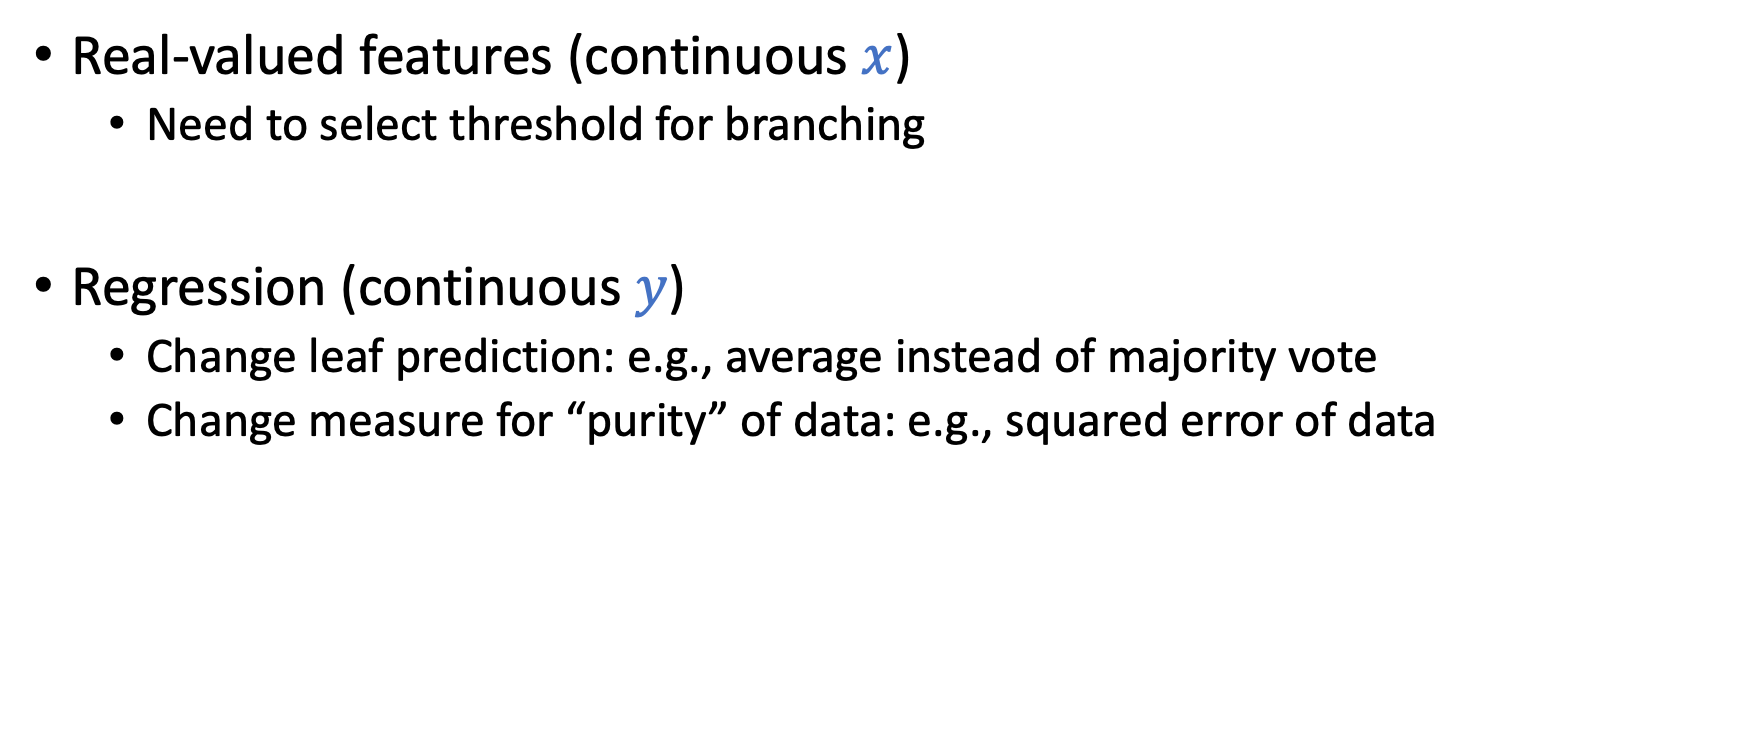 • Real-valued features (continuous x)
• Need to select threshold for branching
• Regression (continuous y)
• Change leaf prediction: e.g., average instead of majority vote
• Change measure for “purity” of data: e.g., squared error of data